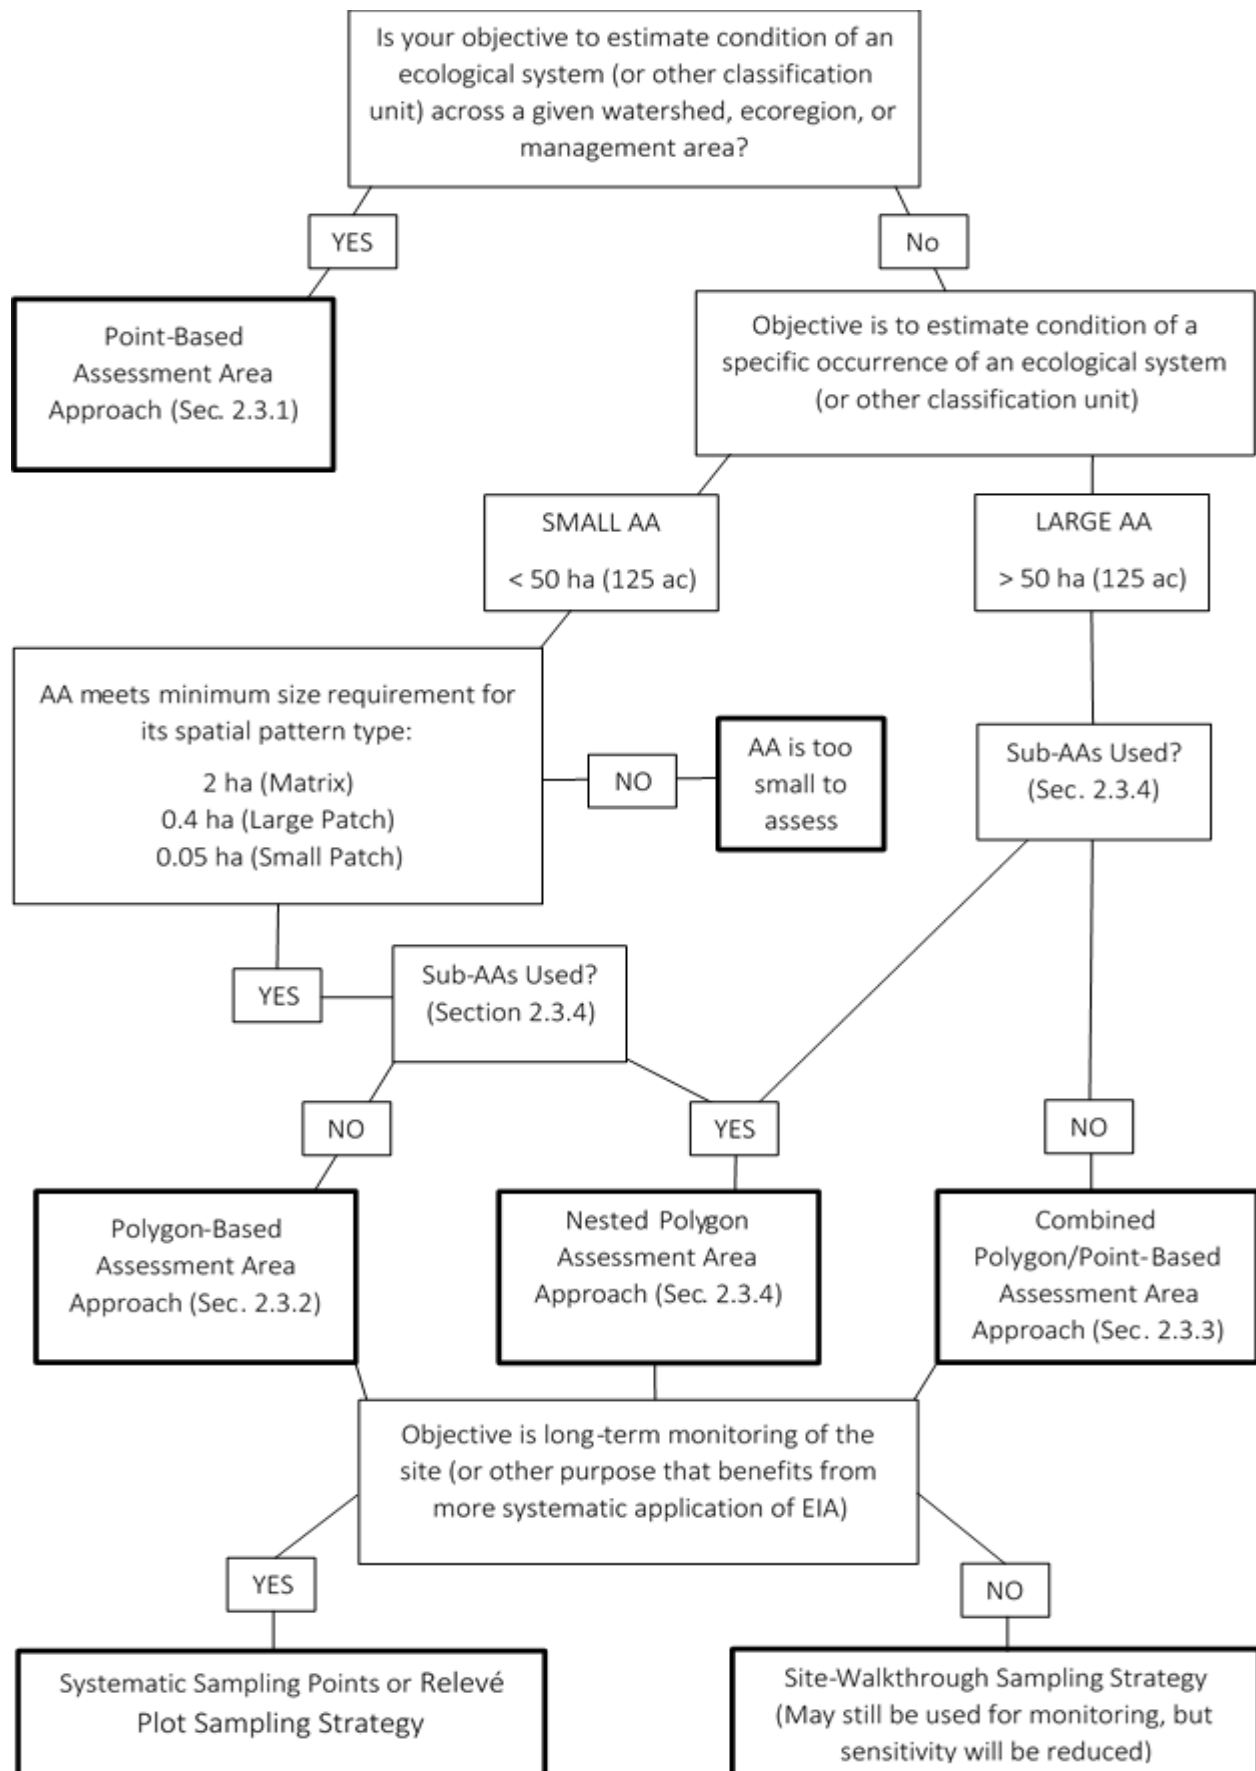 Is your objective to estimate condition of an
ecological system (or other classification
unit) across a given watershed, ecoregion, or
management area?
YES
No
Point-Based
Assessment Area
Approach (Sec. 2.3.1)
Objective is to estimate condition of a
specific occurrence of an ecological system
(or other classification unit)
SMALL AA
< 50 ha (125 ac)
LARGE AA
> 50 ha (125 ac)
AA meets minimum size requirement for
its spatial pattern type:
2 ha (Matrix)
0.4 ha (Large Patch)
0.05 ha (Small Patch)
NO
AA is too
small to
assess
Sub-AAs Used?
(Sec. 2.3.4)
YES
Sub-AAs Used?
(Section 2.3.4)
NO
YES
NO
Polygon-Based
Assessment Area
Approach (Sec. 2.3.2)
Nested Polygon
Assessment Area
Approach (Sec. 2.3.4)
Combined
Polygon/Point-Based
Assessment Area
Approach (Sec. 2.3.3)
Objective is long-term monitoring of the
site (or other purpose that benefits from
more systematic application of EIA)
YES
NO
Systematic Sampling Points or Relevé
Plot Sampling Strategy
Site-Walkthrough Sampling Strategy
(May still be used for monitoring, but
sensitivity will be reduced)